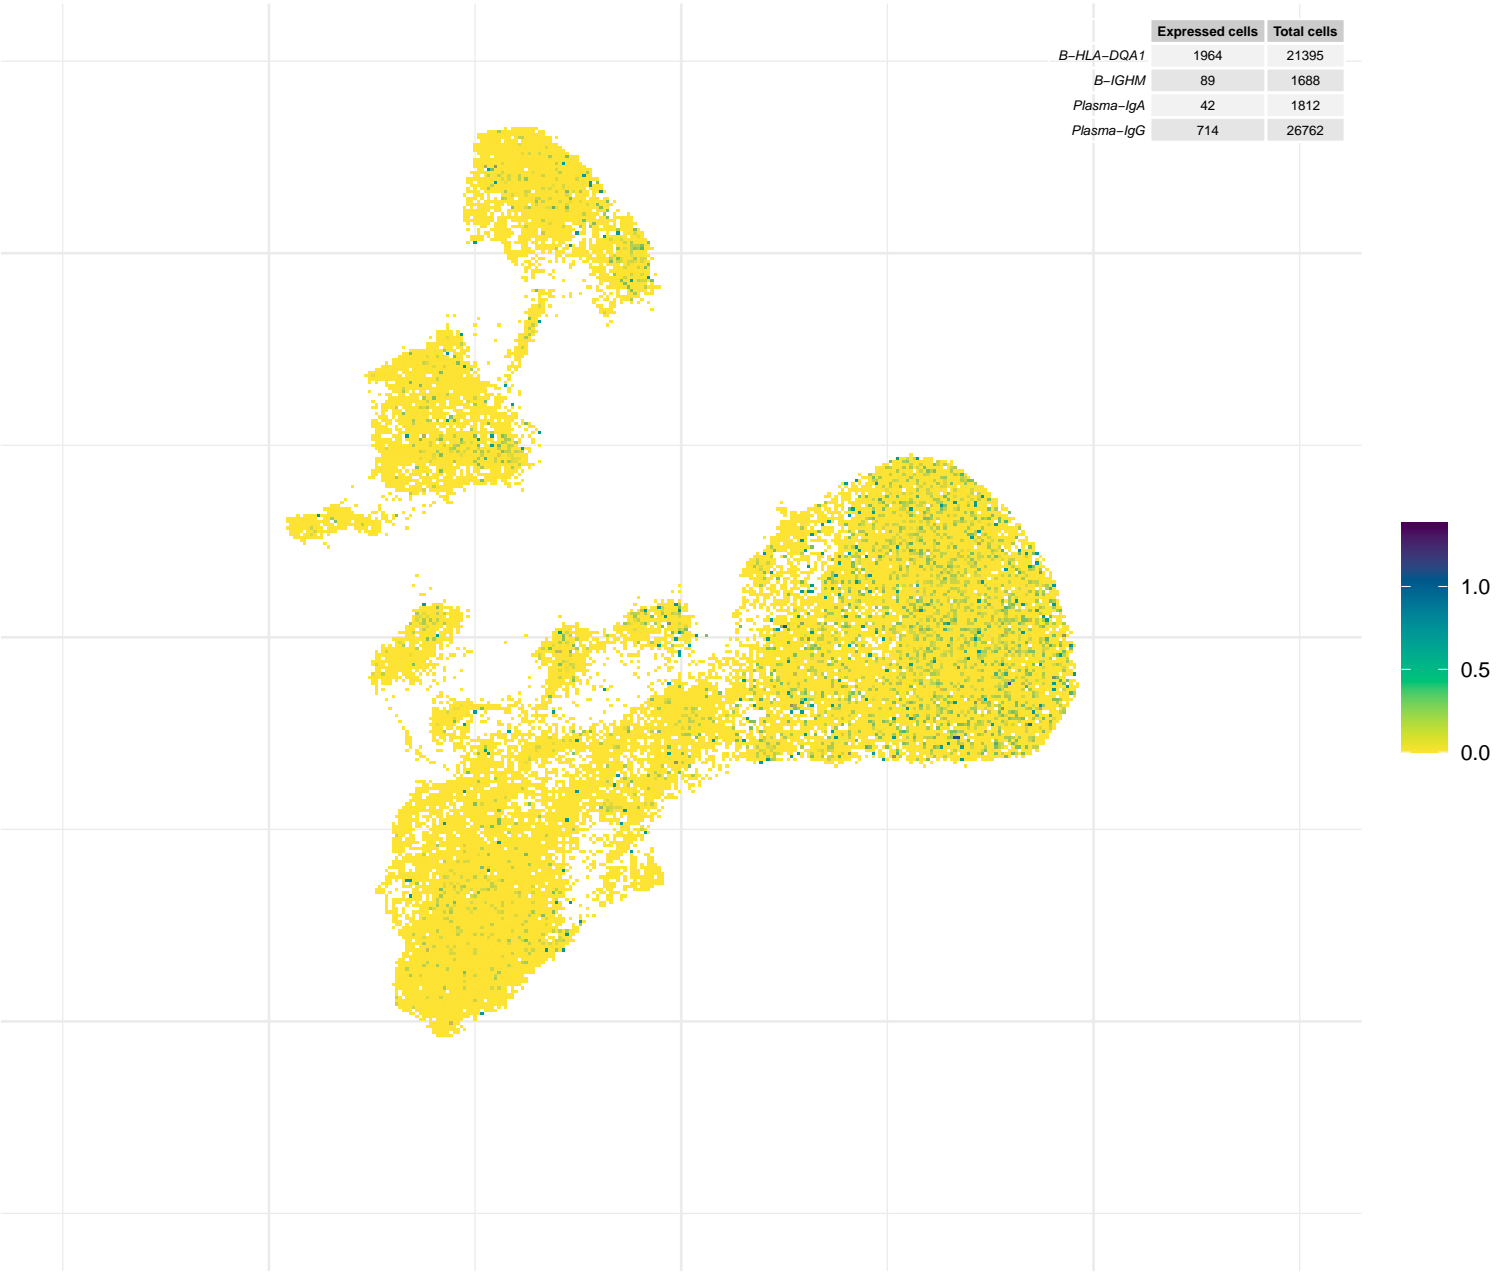 Expressed cells Total cells
B−HLA−DQA1 1964 21395
B−IGHM 89 1688
Plasma−IgA 42 1812
Plasma−IgG 714 26762
1.0
0.5
0.0